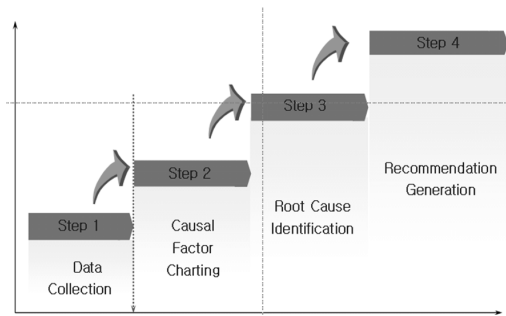 Step 1
Data
Collection
Step 2
Causal
Factor
Charting
Step 3
Root Cause
Identification
Step 4
Recommendation
Generation